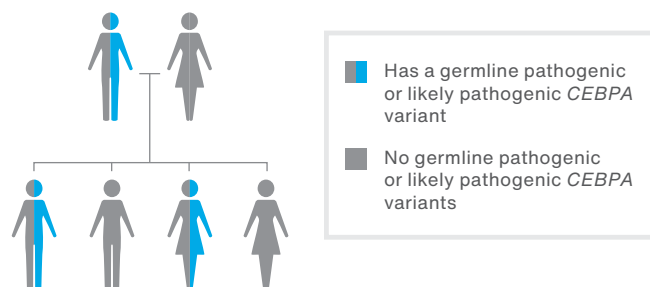 Has a germline pathogenic
or likely pathogenic CEBPA
variant
No germline pathogenic
or likely pathogenic CEBPA
variants